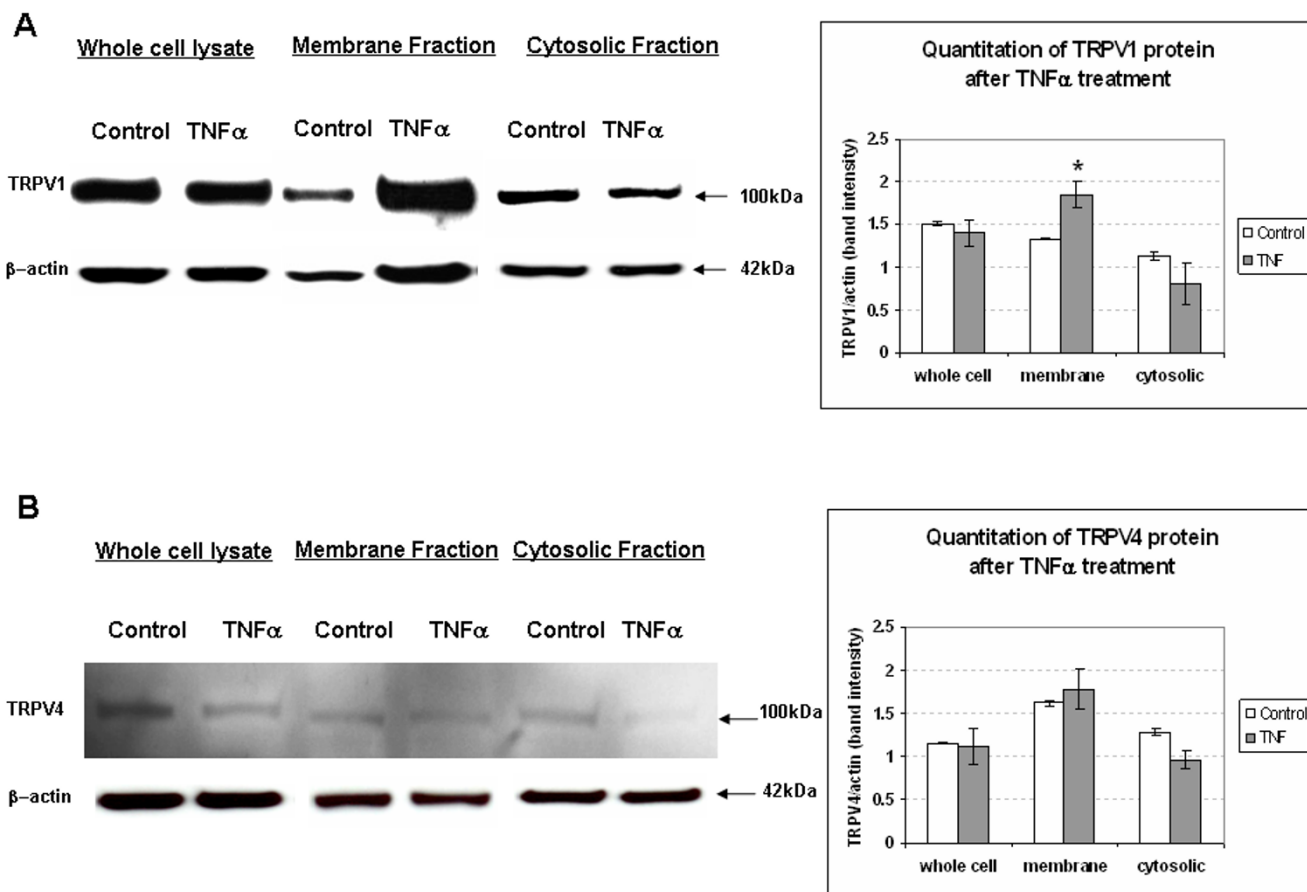 A
Whole cell lysate Membrane Fraction Cytosolic Fraction
Control TNFα Control TNFα Control TNFα
TRPV1
100kDa
β-actin
42kDa
Quantitation of TRPV1 protein
after TNFα treatment
TRPV1/actin (band intensity)
2.5
2
1.5
1
0.5
0
*
whole cell membrane cytosolic
Control
TNF
B
Whole cell lysate Membrane Fraction Cytosolic Fraction
Control TNFα Control TNFα Control TNFα
TRPV4
100kDa
β-actin
42kDa
Quantitation of TRPV4 protein
after TNFα treatment
TRPV4/actin (band intensity)
2.5
2
1.5
1
0.5
0
whole cell membrane cytosolic
Control
TNF